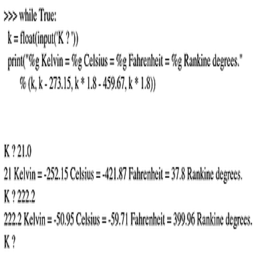 >>> while True:
k = float(input('K ? '))
print("%g Kelvin = %g Celsius = %g Fahrenheit = %g Rankine degrees."
% (k, k - 273.15, k * 1.8 - 459.67, k * 1.8))
K ? 21.0
21 Kelvin = -252.15 Celsius = -421.87 Fahrenheit = 37.8 Rankine degrees.
K ? 222.2
222.2 Kelvin = -50.95 Celsius = -59.71 Fahrenheit = 399.96 Rankine degrees.
K ?